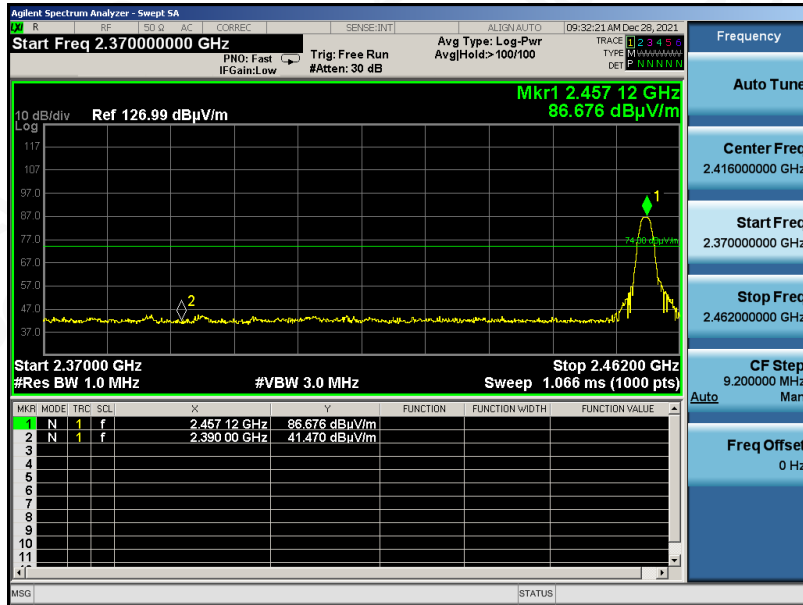 Agilent Spectrum Analyzer - Swept SA
LXI R RF 50 Ω AC CORREC SENSE:INT ALIGN AUTO 09:32:21 AM Dec 28, 2021
Start Freq 2.370000000 GHz
PNO: Fast
IFGain:Low
Trig: Free Run
#Atten: 30 dB
Avg Type: Log-Pwr
Avg|Hold:>100/100
TRACE 1 2 3 4 5 6
TYPE M WWWWW
DET P N N N N N
Mkr1 2.457 12 GHz
86.676 dBµV/m
10 dB/div Ref 126.99 dBµV/m
Log
117
107
97.0
87.0
77.0
67.0
57.0
47.0
37.0
1
74.00 dBµV/m
2
Start 2.37000 GHz Stop 2.46200 GHz
#Res BW 1.0 MHz #VBW 3.0 MHz Sweep 1.066 ms (1000 pts)
MKR MODE TRC SCL X Y FUNCTION FUNCTION WIDTH FUNCTION VALUE
1 N 1 f 2.457 12 GHz 86.676 dBµV/m
2 N 1 f 2.390 00 GHz 41.470 dBµV/m
3
4
5
6
7
8
9
10
11
MSG STATUS
Frequency
Auto Tune
Center Freq
2.416000000 GHz
Start Freq
2.370000000 GHz
Stop Freq
2.462000000 GHz
CF Step
9.200000 MHz
Auto Man
Freq Offset
0 Hz